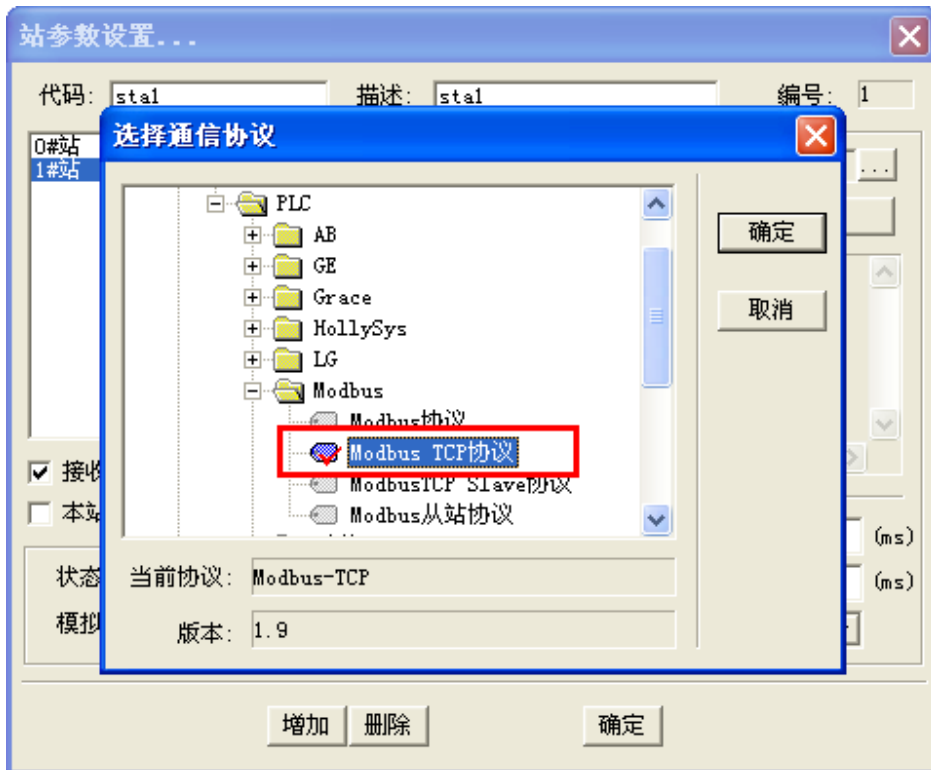 站参数设置...
代码: sta1 描述: sta1 编号: 1
0#站
1#站
...
选择通信协议
PLC
AB
GE
Grace
HollySys
LG
Modbus
Modbus协议
Modbus TCP协议
ModbusTCP Slave协议
Modbus从站协议
确定
取消
当前协议: Modbus-TCP
版本: 1.9
接收
本站
(ms)
状态
(ms)
模拟
增加 删除 确定